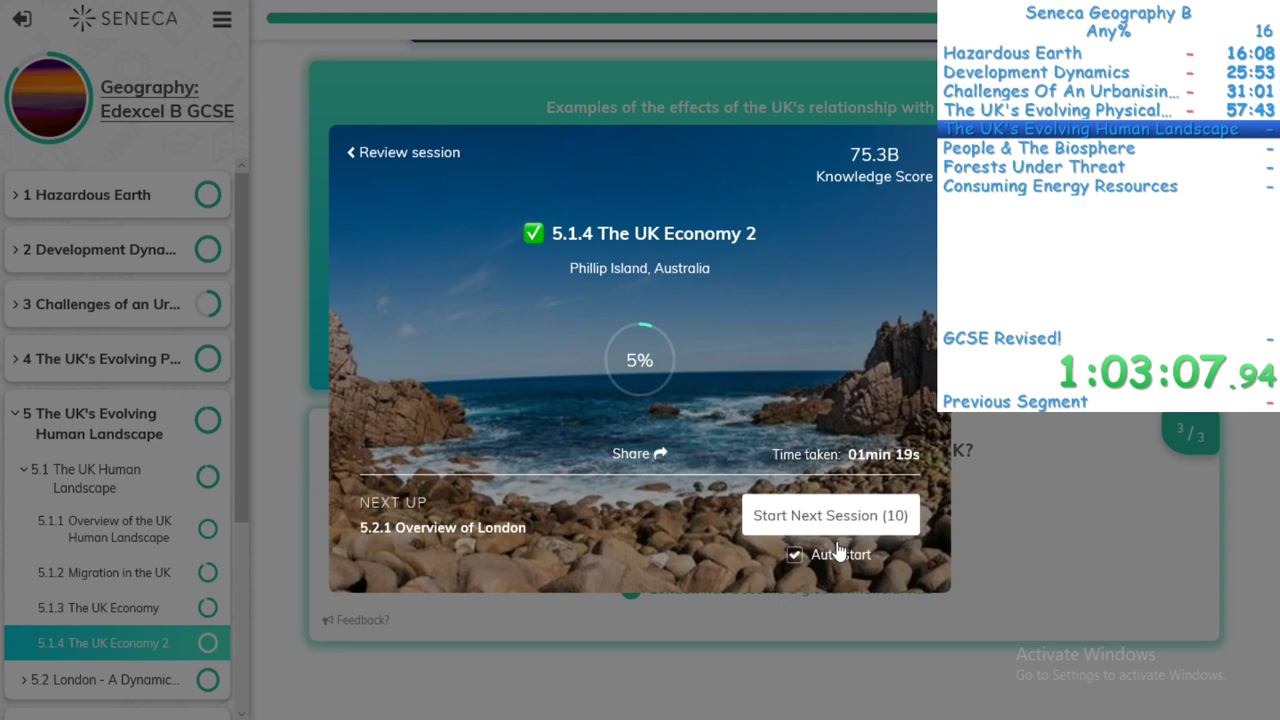 SENECA
Geography:
Edexcel B GCSE
1 Hazardous Earth
2 Development Dyna...
3 Challenges of an Ur...
4 The UK's Evolving P...
5 The UK's Evolving
Human Landscape
5.1 The UK Human
Landscape
5.1.1 Overview of the UK
Human Landscape
5.1.2 Migration in the UK
5.1.3 The UK Economy
5.1.4 The UK Economy 2
5.2 London - A Dynamic...
Examples of the effects of the UK's relationship with
Review session
75.3B
Knowledge Score
5.1.4 The UK Economy 2
Phillip Island, Australia
5%
Share
Time taken: 01min 19s
NEXT UP
5.2.1 Overview of London
Start Next Session (10)
Auto start
K?
3/3
Feedback?
Activate Windows
Go to Settings to activate Windows.
Seneca Geography B
Any% 16
Hazardous Earth - 16:08
Development Dynamics - 25:53
Challenges Of An Urbanisin... - 31:01
The UK's Evolving Physical... - 57:43
The UK's Evolving Human Landscape -
People & The Biosphere -
Forests Under Threat -
Consuming Energy Resources -
GCSE Revised! -
1:03:07.94
Previous Segment -